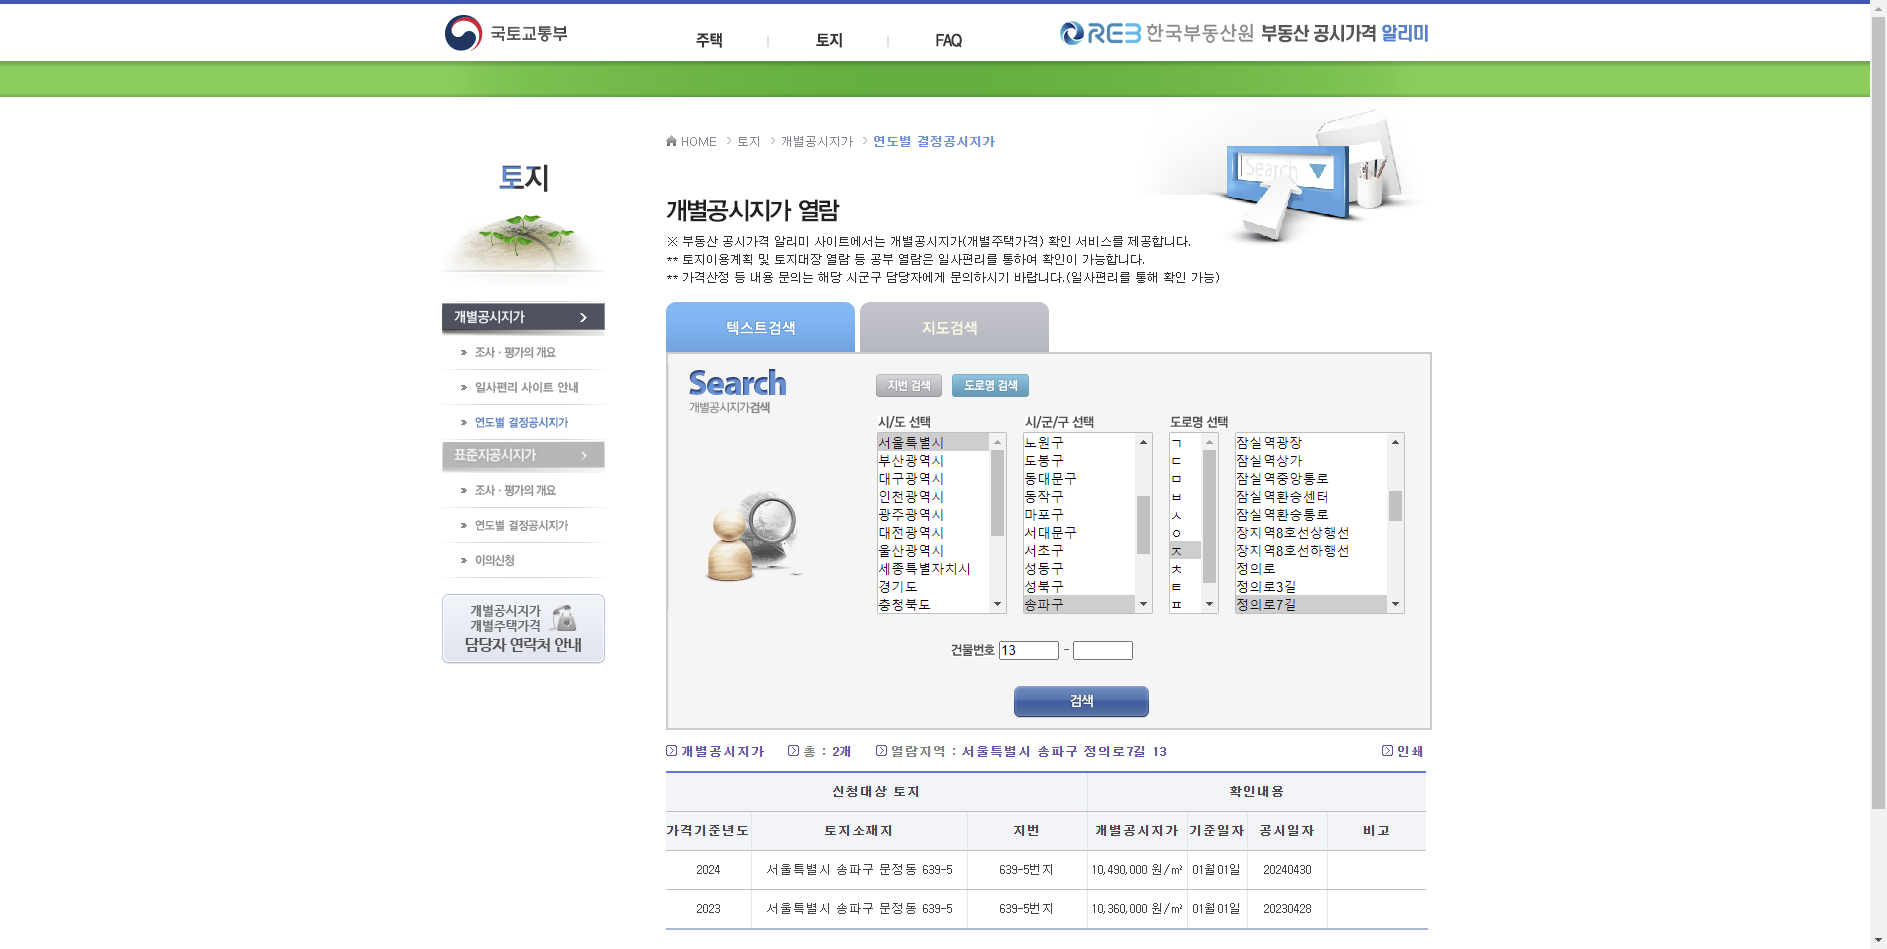 국토교통부
주택
토지
FAQ
REB 한국부동산원 부동산 공시가격 알리미
HOME > 토지 > 개별공시지가 > 연도별 결정공시지가
Search
토지
개별공시지가 열람
※ 부동산 공시가격 알리미 사이트에서는 개별공시지가(개별주택가격) 확인 서비스를 제공합니다.
** 토지이용계획 및 토지대장 열람 등 공부 열람은 일사편리를 통하여 확인이 가능합니다.
** 가격산정 등 내용 문의는 해당 시군구 담당자에게 문의하시기 바랍니다.(일사편리를 통해 확인 가능)
개별공시지가
조사ㆍ평가의 개요
일사편리 사이트 안내
연도별 결정공시지가
표준지공시지가
조사ㆍ평가의 개요
연도별 결정공시지가
이의신청
개별공시지가
개별주택가격
담당자 연락처 안내
텍스트검색
지도검색
Search
개별공시지가검색
지번 검색
도로명 검색
시/도 선택
서울특별시
부산광역시
대구광역시
인천광역시
광주광역시
대전광역시
울산광역시
세종특별자치시
경기도
충청북도
시/군/구 선택
노원구
도봉구
동대문구
동작구
마포구
서대문구
서초구
성동구
성북구
송파구
도로명 선택
ㄱ
ㄷ
ㅁ
ㅂ
ㅅ
ㅇ
ㅈ
ㅊ
ㅌ
ㅍ
잠실역광장
잠실역상가
잠실역중앙통로
잠실역환승센터
잠실역환승통로
장지역8호선상행선
장지역8호선하행선
정의로
정의로3길
정의로7길
건물번호 13 -
검색
개별공시지가
총 : 2개
열람지역 : 서울특별시 송파구 정의로7길 13
인쇄
신청대상 토지 확인내용
가격기준년도 토지소재지 지번 개별공시지가 기준일자 공시일자 비고
2024 서울특별시 송파구 문정동 639-5 639-5번지 10,490,000 원/㎡ 01월01일 20240430
2023 서울특별시 송파구 문정동 639-5 639-5번지 10,360,000 원/㎡ 01월01일 20230428